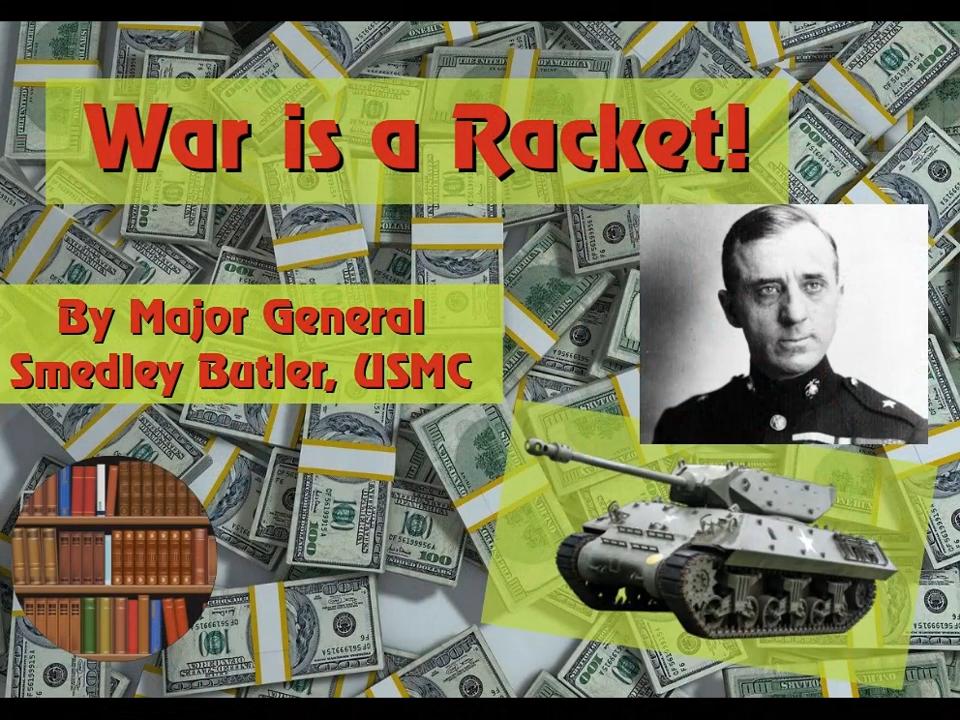 War is a Racket!
By Major General
Smedley Butler, USMC